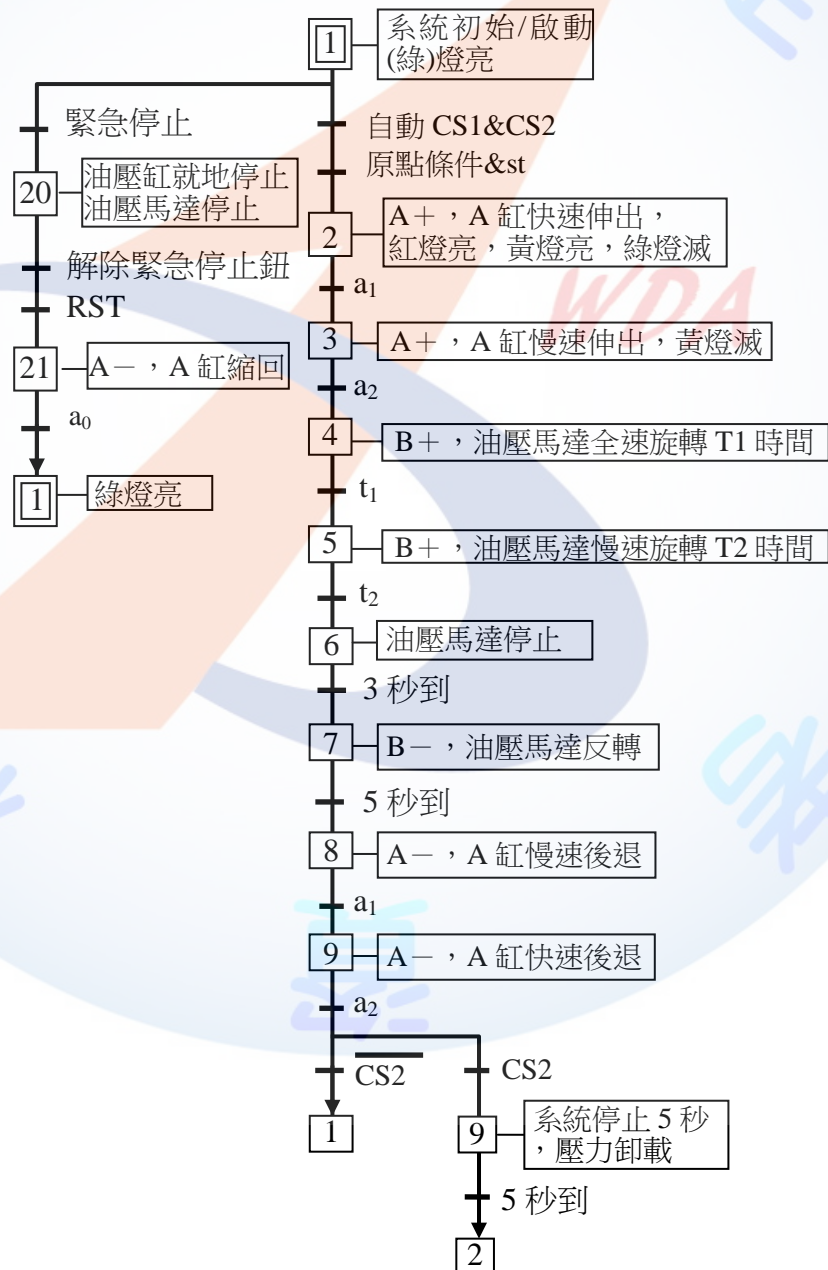 1
系統初始/啟動
(綠)燈亮
緊急停止
自動 CS1&CS2
原點條件&st
20
油壓缸就地停止
油壓馬達停止
2
A+，A 缸快速伸出，
紅燈亮，黃燈亮，綠燈滅
解除緊急停止鈕
RST
a1
WDA
3
A+，A 缸慢速伸出，黃燈滅
21
A－，A 缸縮回
a2
a0
4
B+，油壓馬達全速旋轉 T1 時間
1
綠燈亮
t1
5
B+，油壓馬達慢速旋轉 T2 時間
t2
6
油壓馬達停止
3 秒到
7
B－，油壓馬達反轉
5 秒到
8
A－，A 缸慢速後退
a1
9
A－，A 缸快速後退
a2
CS2
CS2
1
9
系統停止 5 秒
，壓力卸載
5 秒到
2